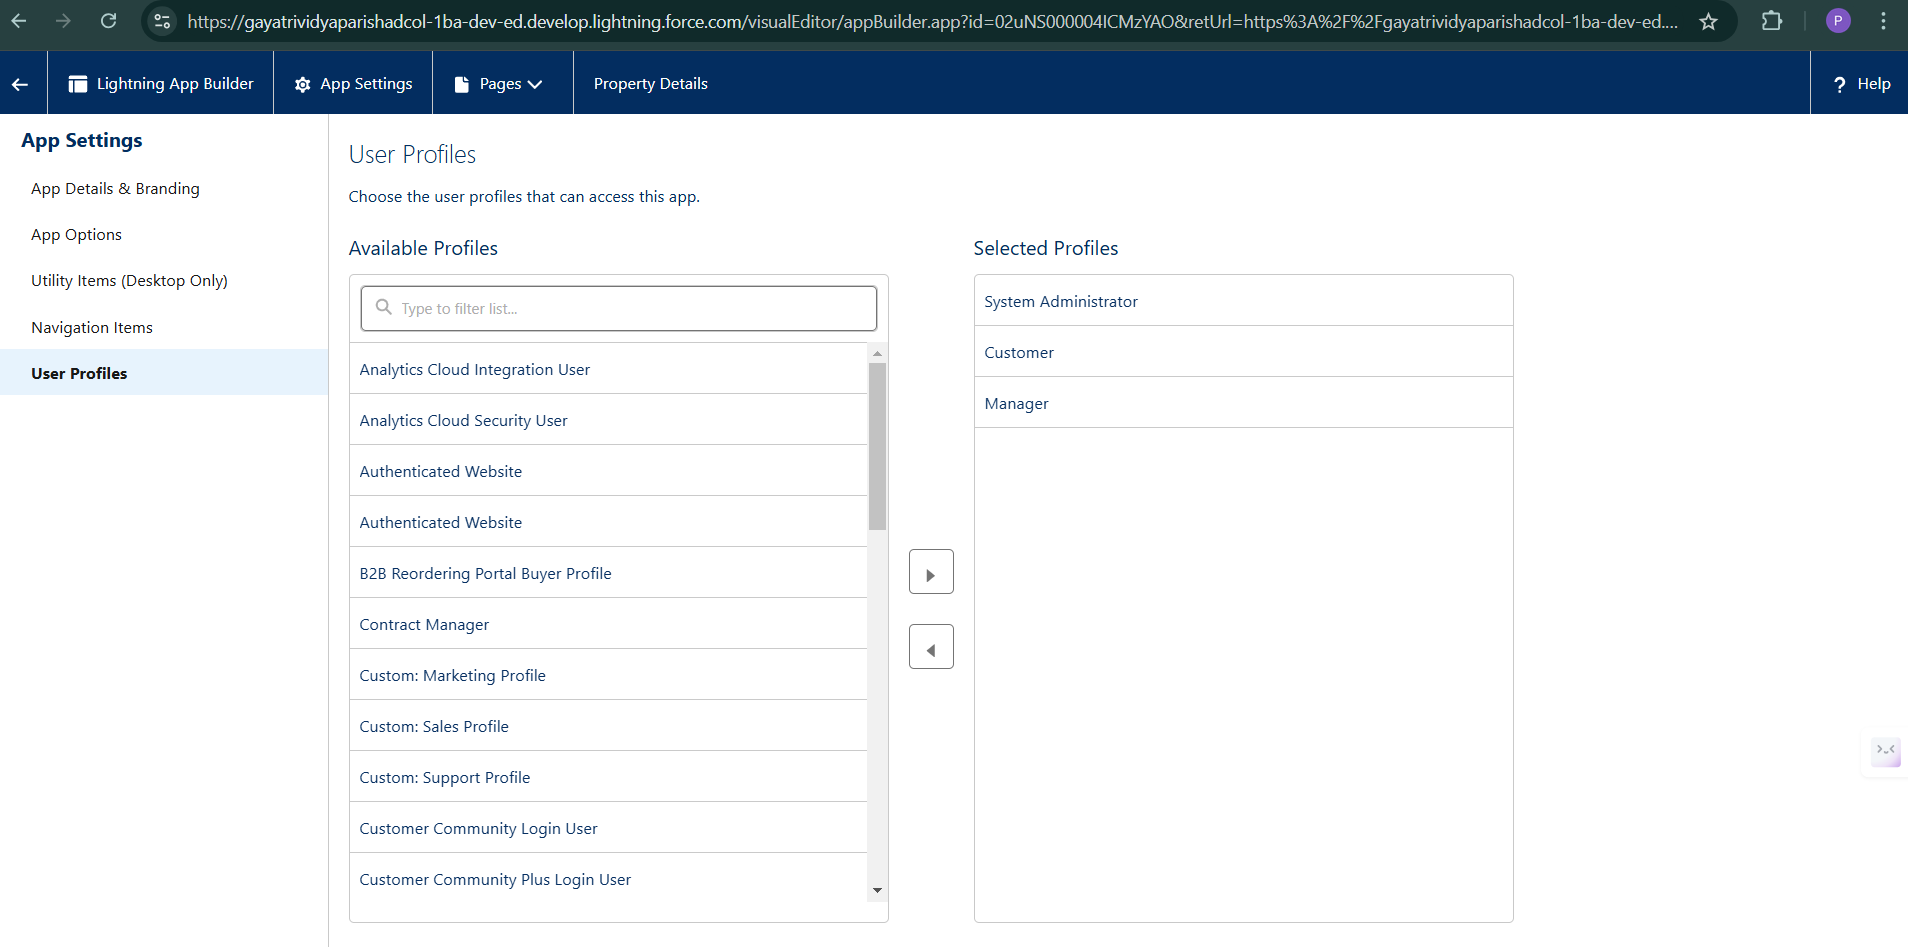 https://gayatrividyaparishadcol-1ba-dev-ed.develop.lightning.force.com/visualEditor/appBuilder.app?id=02uNS000004ICMzYAO&retUrl=https%3A%2F%2Fgayatrividyaparishadcol-1ba-dev-ed.... P
Lightning App Builder App Settings Pages Property Details ? Help
App Settings
App Details & Branding
App Options
Utility Items (Desktop Only)
Navigation Items
User Profiles
User Profiles
Choose the user profiles that can access this app.
Available Profiles
Type to filter list...
Analytics Cloud Integration User
Analytics Cloud Security User
Authenticated Website
Authenticated Website
B2B Reordering Portal Buyer Profile
Contract Manager
Custom: Marketing Profile
Custom: Sales Profile
Custom: Support Profile
Customer Community Login User
Customer Community Plus Login User
Selected Profiles
System Administrator
Customer
Manager